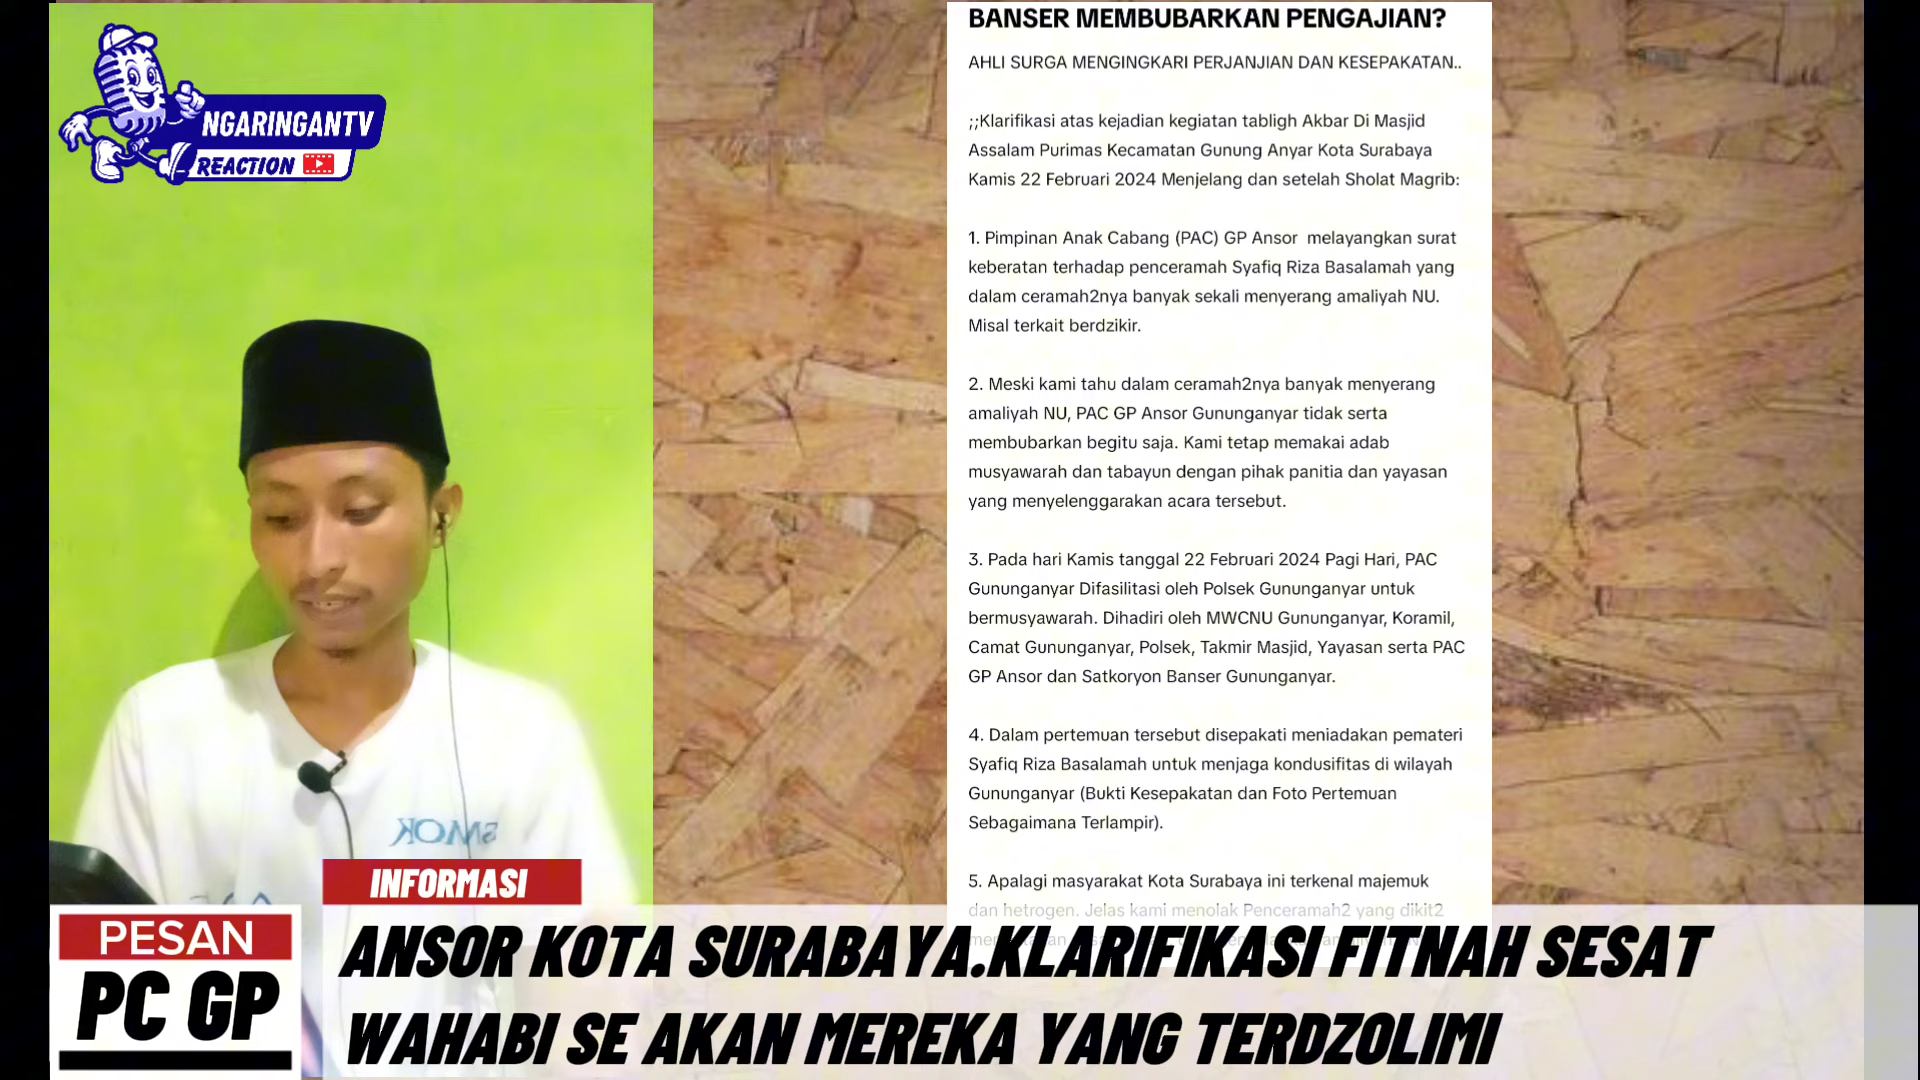 NGARINGANTV
REACTION
BANSER MEMBUBARKAN PENGAJIAN?
AHLI SURGA MENGINGKARI PERJANJIAN DAN KESEPAKATAN..
;;Klarifikasi atas kejadian kegiatan tabligh Akbar Di Masjid
Assalam Purimas Kecamatan Gunung Anyar Kota Surabaya
Kamis 22 Februari 2024 Menjelang dan setelah Sholat Magrib:
1. Pimpinan Anak Cabang (PAC) GP Ansor  melayangkan surat
keberatan terhadap penceramah Syafiq Riza Basalamah yang
dalam ceramah2nya banyak sekali menyerang amaliyah NU.
Misal terkait berdzikir.
2. Meski kami tahu dalam ceramah2nya banyak menyerang
amaliyah NU, PAC GP Ansor Gununganyar tidak serta
membubarkan begitu saja. Kami tetap memakai adab
musyawarah dan tabayun dengan pihak panitia dan yayasan
yang menyelenggarakan acara tersebut.
3. Pada hari Kamis tanggal 22 Februari 2024 Pagi Hari, PAC
Gununganyar Difasilitasi oleh Polsek Gununganyar untuk
bermusyawarah. Dihadiri oleh MWCNU Gununganyar, Koramil,
Camat Gununganyar, Polsek, Takmir Masjid, Yayasan serta PAC
GP Ansor dan Satkoryon Banser Gununganyar.
4. Dalam pertemuan tersebut disepakati meniadakan pemateri
Syafiq Riza Basalamah untuk menjaga kondusifitas di wilayah
Gununganyar (Bukti Kesepakatan dan Foto Pertemuan
Sebagaimana Terlampir).
5. Apalagi masyarakat Kota Surabaya ini terkenal majemuk
dan hetrogen. Jelas kami menolak Penceramah2 yang dikit2
SMOK
INFORMASI
PESAN
PC GP
ANSOR KOTA SURABAYA.KLARIFIKASI FITNAH SESAT
WAHABI SE AKAN MEREKA YANG TERDZOLIMI